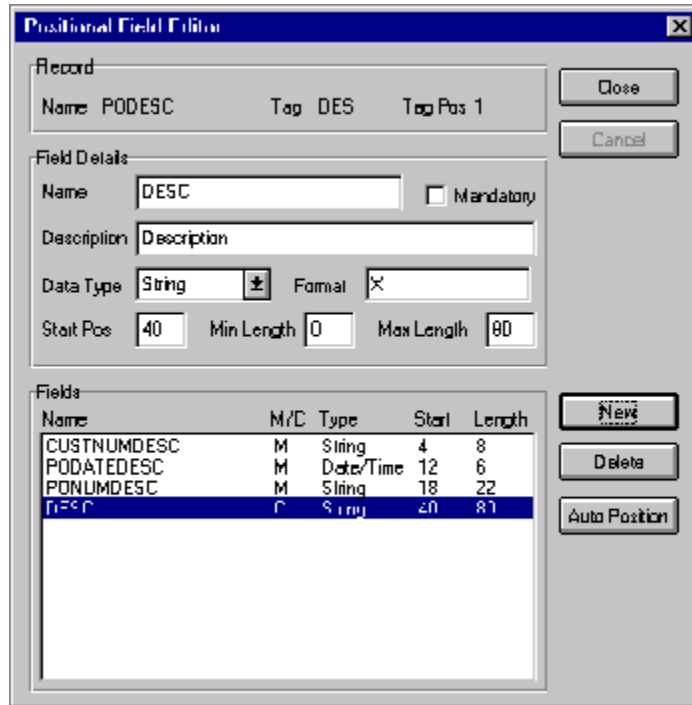 Positional Field Editor
Record
Name PODESC Tag DES Tag Pos 1
Close
Cancel
Field Details
Name DESC Mandatory
Description Description
Data Type String Format X
Start Pos 40 Min Length 0 Max Length 80
Fields
Name M/C Type Start Length
CUSTNUMDESC M String 4 8
PODATEDESC M Date/Time 12 6
PONUMDESC M String 18 22
DESC C String 40 80
New
Delete
Auto Position